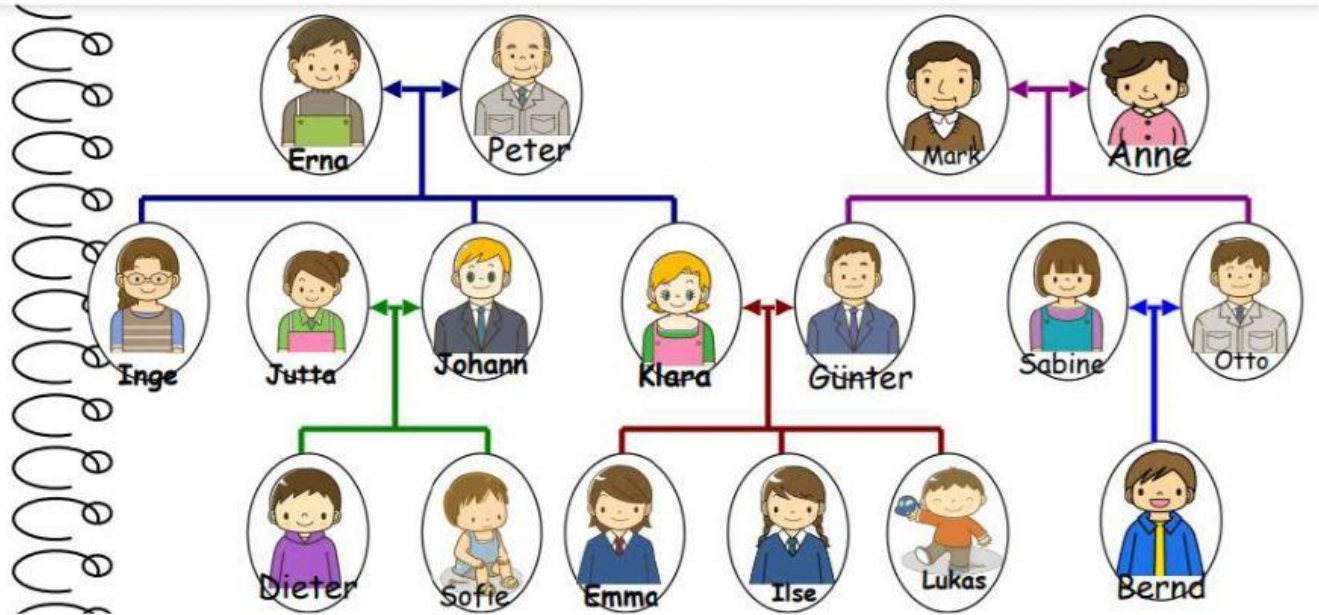 Erna
Peter
Mark
Anne
Inge
Jutta
Johann
Klara
Günter
Sabine
Otto
Dieter
Sofie
Emma
Ilse
Lukas
Bernd